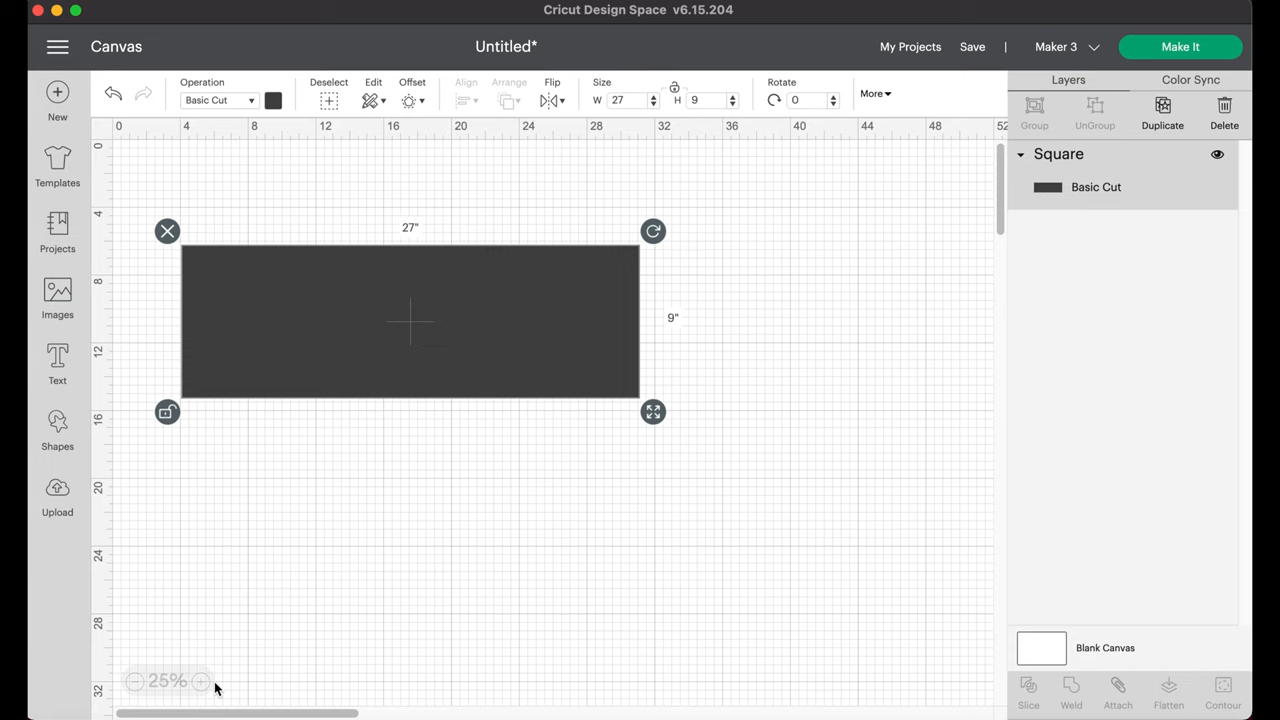 Cricut Design Space v6.15.204
Canvas
Untitled*
My Projects
Save
|
Maker 3
Make It
New
Templates
Projects
Images
Text
Shapes
Upload
Operation
Basic Cut
Deselect
Edit
Offset
Align
Arrange
Flip
Size
W 27
H 9
Rotate
0
More
0 4 8 12 16 20 24 28 32 36 40 44 48 52
0
4
8
12
16
20
24
28
32
27"
9"
25%
Layers
Color Sync
Group
UnGroup
Duplicate
Delete
Square
Basic Cut
Blank Canvas
Slice
Weld
Attach
Flatten
Contour